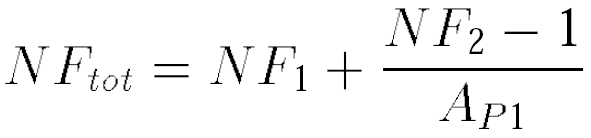 NF_{tot} = NF_1 + \frac{NF_2 - 1}{A_{P1}}